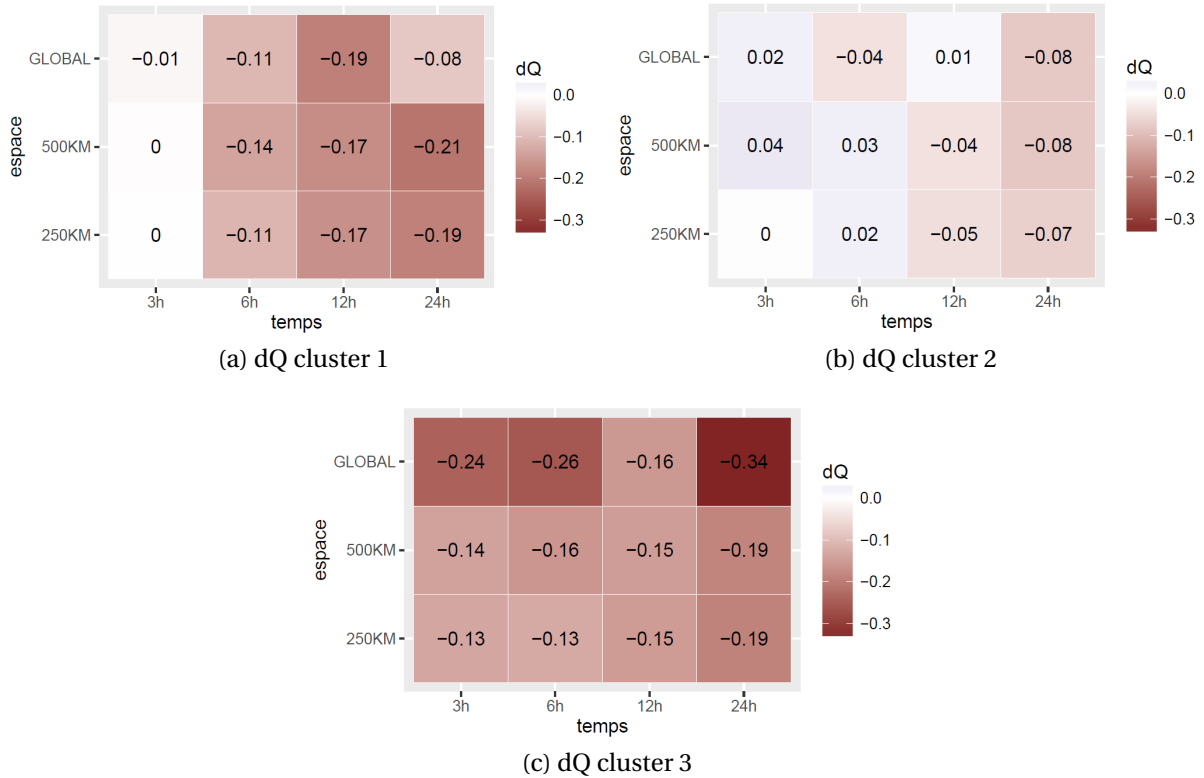 GLOBAL −0.01 −0.11 −0.19 −0.08
500KM 0 −0.14 −0.17 −0.21
250KM 0 −0.11 −0.17 −0.19
3h 6h 12h 24h
temps
espace
dQ
0.0
−0.1
−0.2
−0.3
(a) dQ cluster 1
GLOBAL 0.02 −0.04 0.01 −0.08
500KM 0.04 0.03 −0.04 −0.08
250KM 0 0.02 −0.05 −0.07
3h 6h 12h 24h
temps
espace
dQ
0.0
−0.1
−0.2
−0.3
(b) dQ cluster 2
GLOBAL −0.24 −0.26 −0.16 −0.34
500KM −0.14 −0.16 −0.15 −0.19
250KM −0.13 −0.13 −0.15 −0.19
3h 6h 12h 24h
temps
espace
dQ
0.0
−0.1
−0.2
−0.3
(c) dQ cluster 3